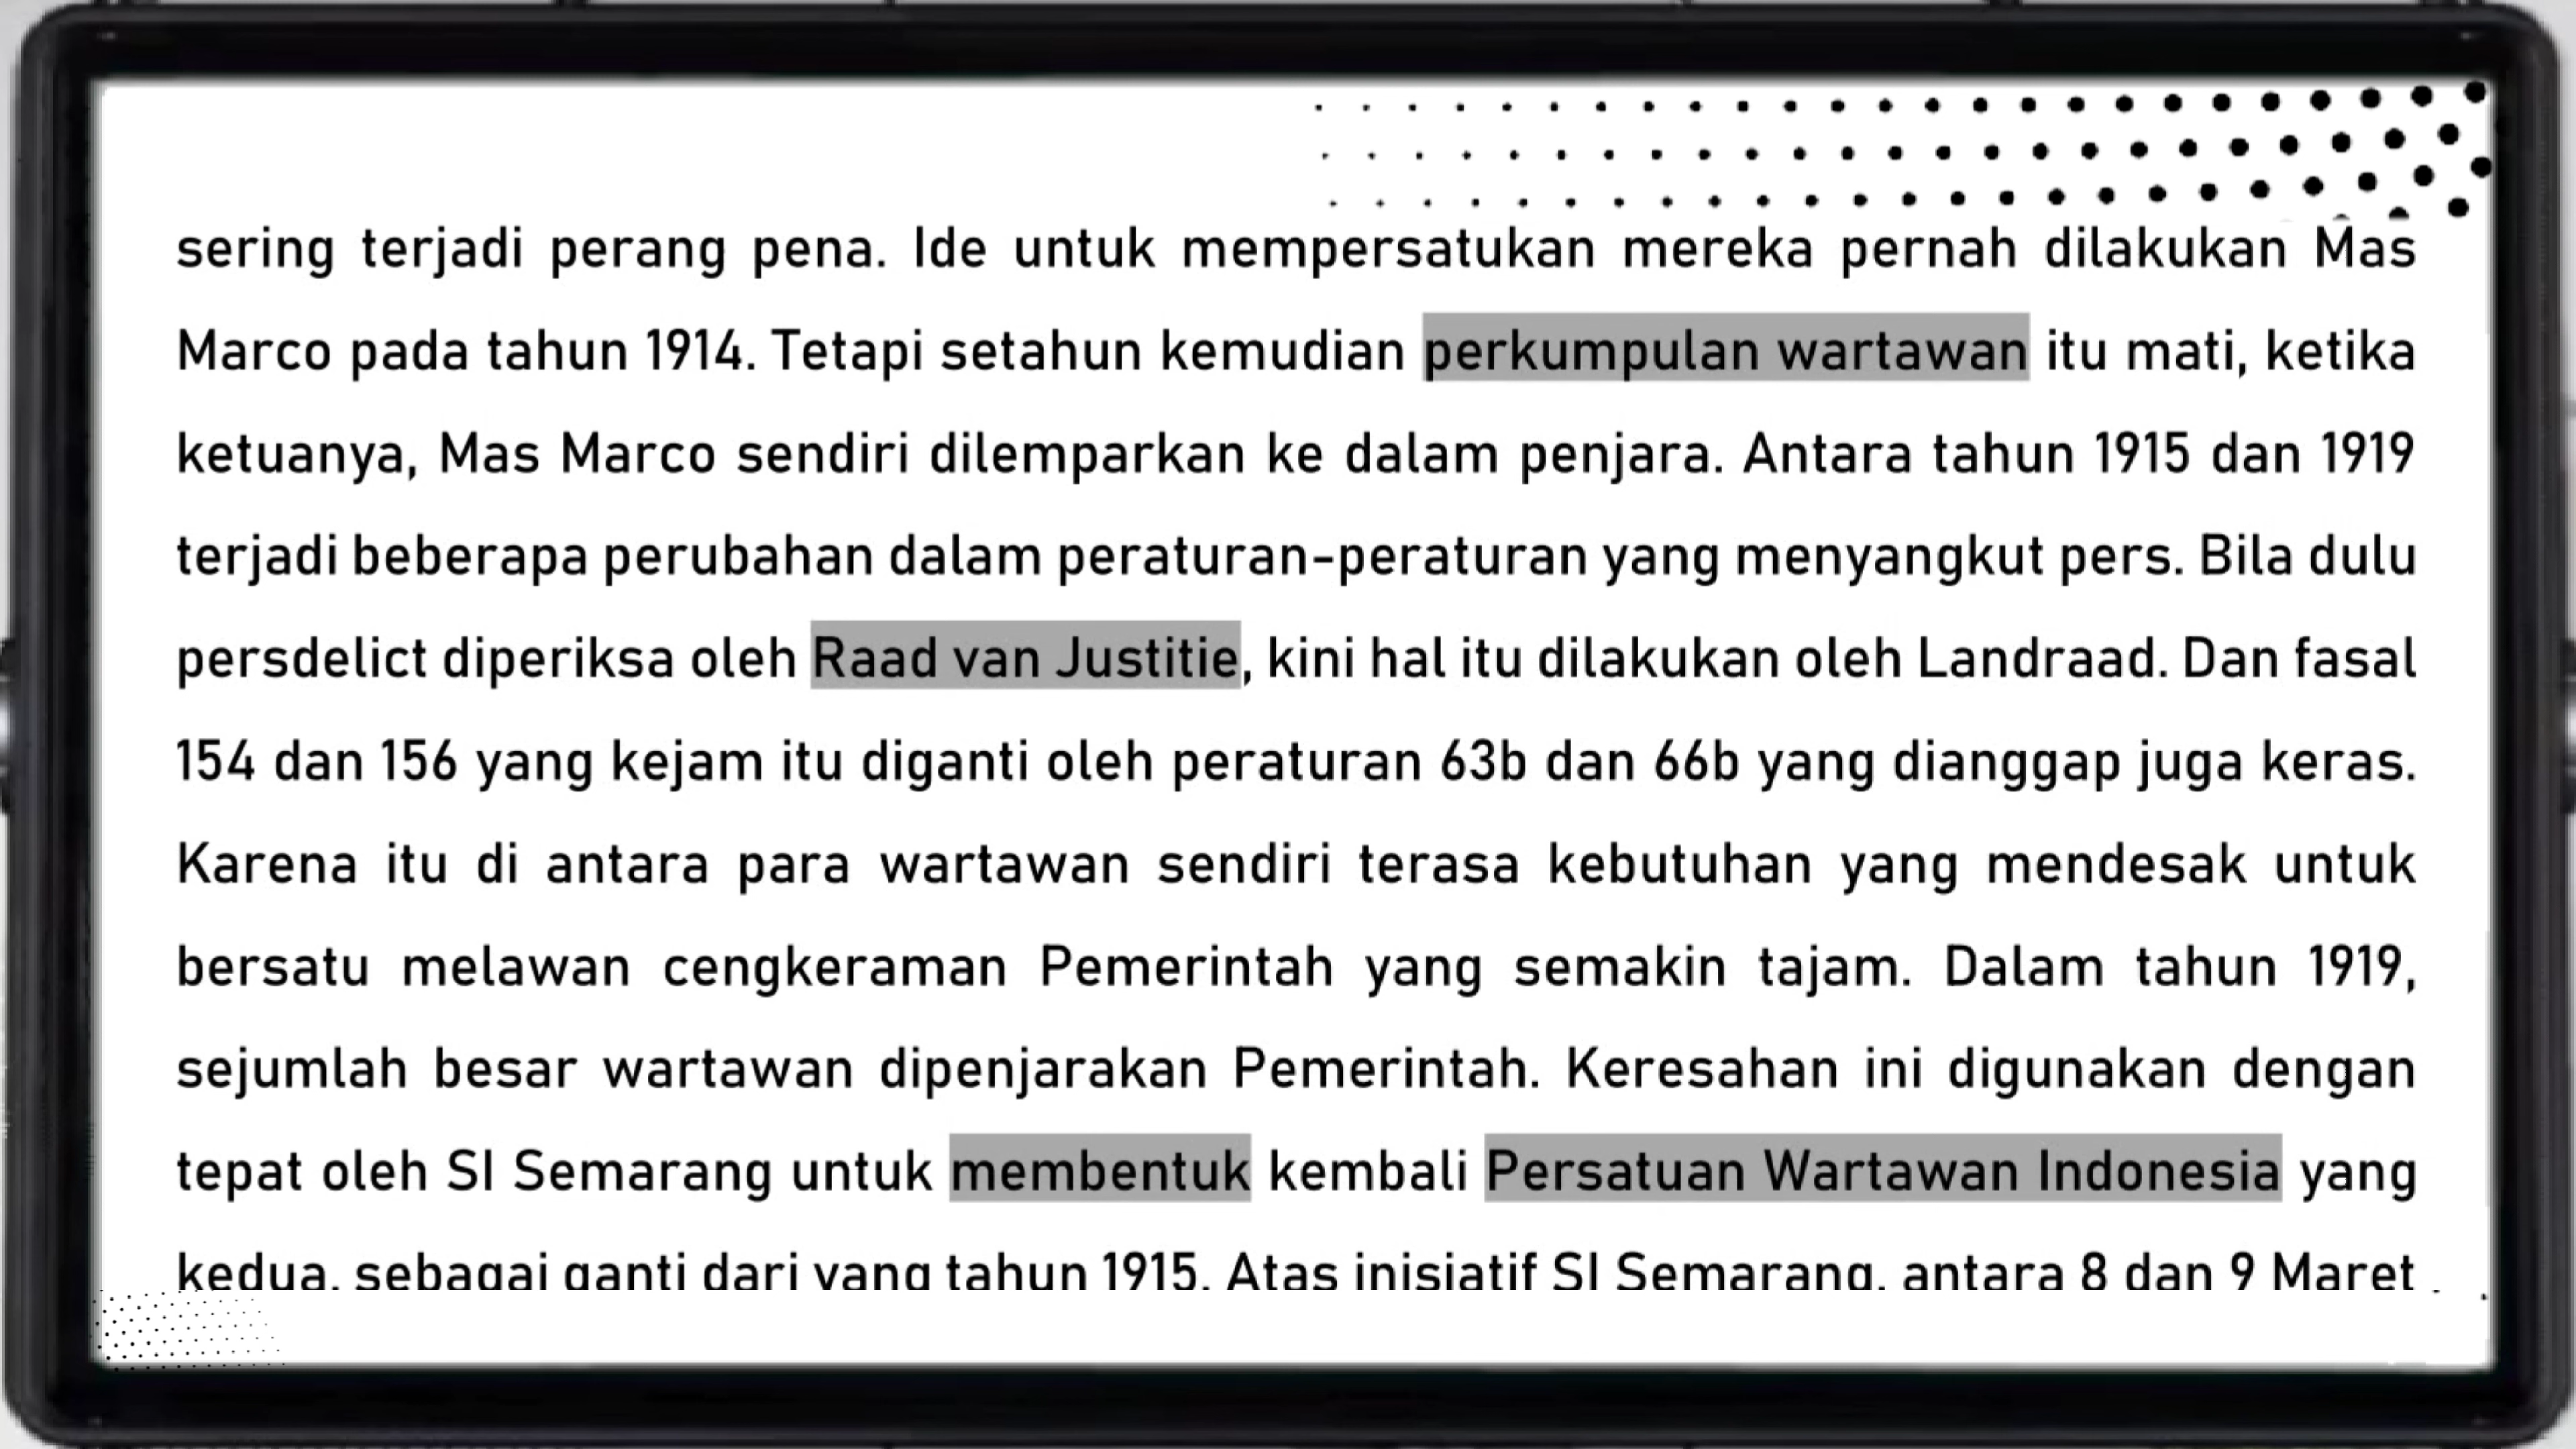 sering terjadi perang pena. Ide untuk mempersatukan mereka pernah dilakukan Mas
Marco pada tahun 1914. Tetapi setahun kemudian perkumpulan wartawan itu mati, ketika
ketuanya, Mas Marco sendiri dilemparkan ke dalam penjara. Antara tahun 1915 dan 1919
terjadi beberapa perubahan dalam peraturan-peraturan yang menyangkut pers. Bila dulu
persdelict diperiksa oleh Raad van Justitie, kini hal itu dilakukan oleh Landraad. Dan fasal
154 dan 156 yang kejam itu diganti oleh peraturan 63b dan 66b yang dianggap juga keras.
Karena itu di antara para wartawan sendiri terasa kebutuhan yang mendesak untuk
bersatu melawan cengkeraman Pemerintah yang semakin tajam. Dalam tahun 1919,
sejumlah besar wartawan dipenjarakan Pemerintah. Keresahan ini digunakan dengan
tepat oleh SI Semarang untuk membentuk kembali Persatuan Wartawan Indonesia yang
kedua, sebagai ganti dari yang tahun 1915. Atas inisiatif SI Semarang, antara 8 dan 9 Maret